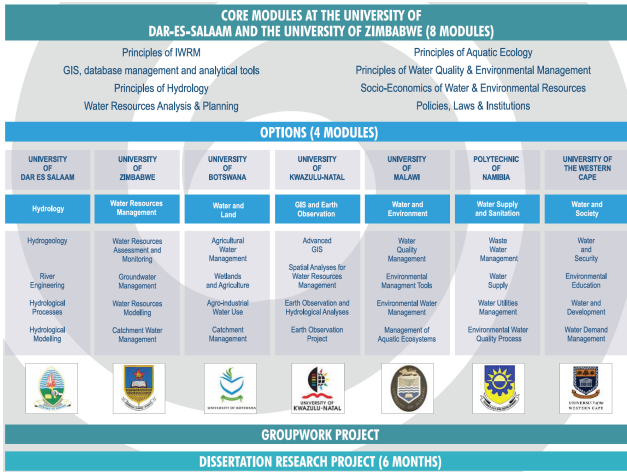 CORE MODULES AT THE UNIVERSITY OF
DAR-ES-SALAAM AND THE UNIVERSITY OF ZIMBABWE (8 MODULES)
Principles of IWRM
GIS, database management and analytical tools
Principles of Hydrology
Water Resources Analysis & Planning
Principles of Aquatic Ecology
Principles of Water Quality & Environmental Management
Socio-Economics of Water & Environmental Resources
Policies, Laws & Institutions
OPTIONS (4 MODULES)
UNIVERSITY
OF
DAR ES SALAAM
Hydrology
Hydrogeology
River
Engineering
Hydrological
Processes
Hydrological
Modelling
UNIVERSITY
OF
ZIMBABWE
Water Resources
Management
Water Resources
Assessment and
Monitoring
Groundwater
Management
Water Resources
Modelling
Catchment Water
Management
UNIVERSITY
OF
BOTSWANA
Water and
Land
Agricultural
Water
Management
Wetlands
and Agriculture
Agro-industrial
Water Use
Catchment
Management
UNIVERSITY OF BOTSWANA
UNIVERSITY
OF
KWAZULU-NATAL
GIS and Earth
Observation
Advanced
GIS
Spatial Analyses for
Water Resources
Management
Earth Observation and
Hydrological Analyses
Earth Observation
Project
UNIVERSITY OF
KWAZULU-NATAL
UNIVERSITY
OF
MALAWI
Water and
Environment
Water
Quality
Management
Environmental
Managment Tools
Environmental Water
Management
Management of
Aquatic Ecosystems
POLYTECHNIC
OF
NAMIBIA
Water Supply
and Sanitation
Waste
Water
Management
Water
Supply
Water Utilities
Management
Environmental Water
Quality Process
UNIVERSITY OF
THE WESTERN
CAPE
Water and
Society
Water
and
Security
Environmental
Education
Water and
Development
Water Demand
Management
UNIVERSITY of the
WESTERN CAPE
GROUPWORK PROJECT
DISSERTATION RESEARCH PROJECT (6 MONTHS)